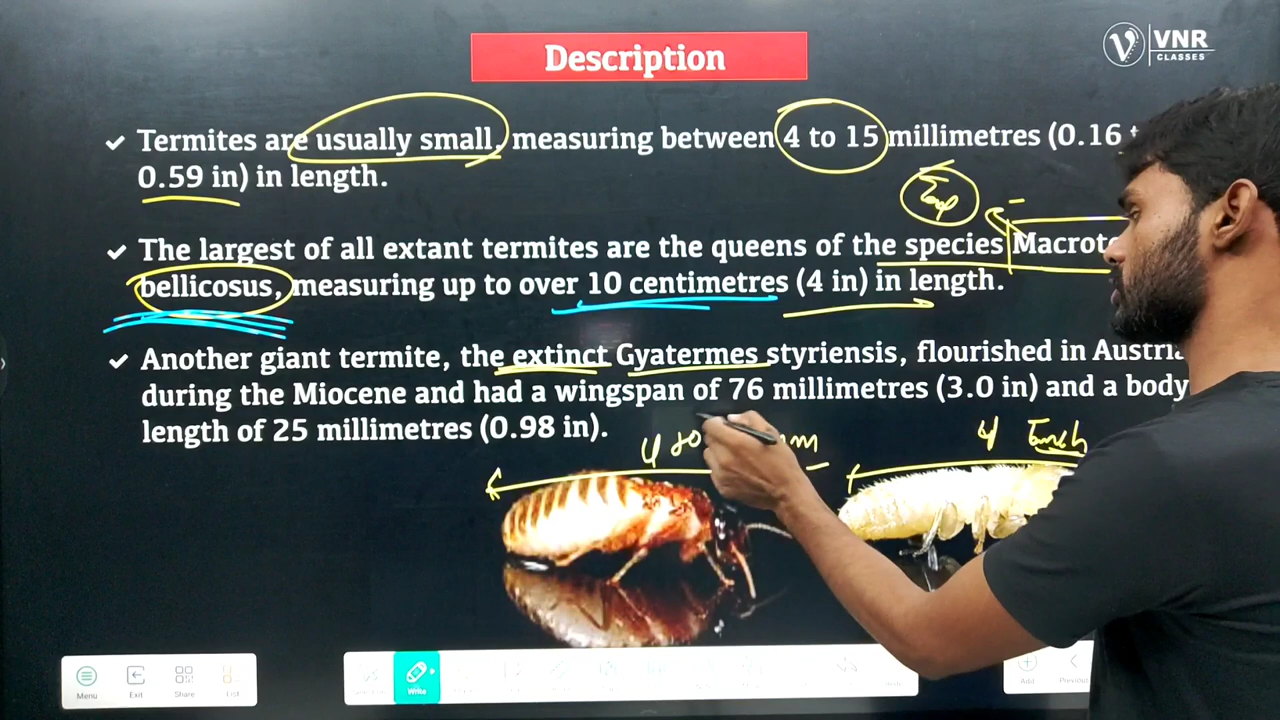 Description
VNR
CLASSES
✓ Termites are usually small, measuring between 4 to 15 millimetres (0.16
0.59 in) in length.
✓ The largest of all extant termites are the queens of the species
bellicosus, measuring up to over 10 centimetres (4 in) in length.
✓ Another giant termite, the extinct Gyatermes styriensis, flourished in
during the Miocene and had a wingspan of 76 millimetres (3.0 in) and a body
length of 25 millimetres (0.98 in).
mm
4
Menu
Exit
Share
List
Write
Add
Previous